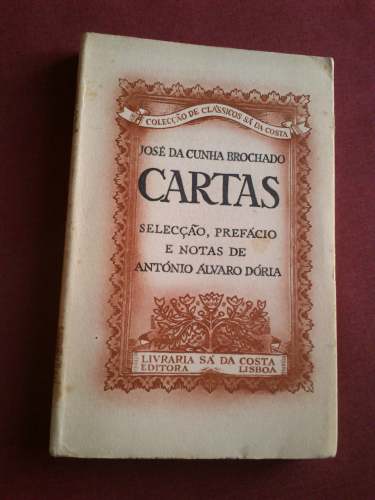 COLECÇÃO DE CLÁSSICOS SÁ DA COSTA
JOSÉ DA CUNHA BROCHADO
CARTAS
SELECÇÃO, PREFÁCIO
E NOTAS DE
ANTÓNIO ÁLVARO DÓRIA
LIVRARIA SÁ DA COSTA
EDITORA LISBOA